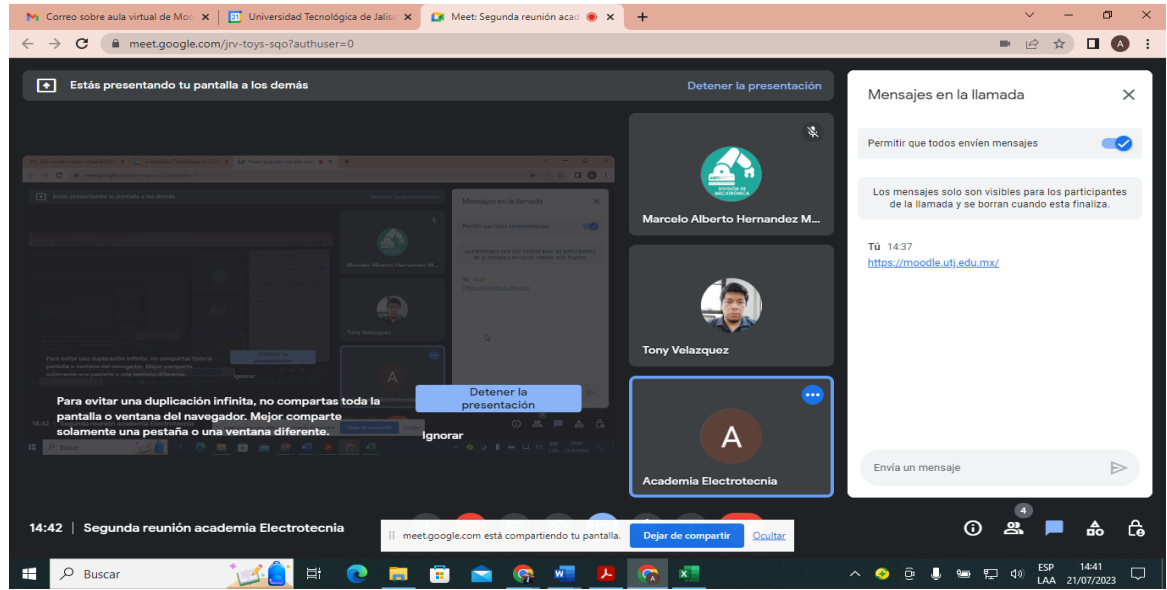 Correo sobre aula virtual de Moo
Universidad Tecnológica de Jalisc
Meet: Segunda reunión acad
meet.google.com/jrv-toys-sqo?authuser=0
A
Estás presentando tu pantalla a los demás
Detener la presentación
DIVISIÓN DE
MECATRÓNICA
Marcelo Alberto Hernandez M...
Tony Velazquez
A
Academia Electrotecnia
Para evitar una duplicación infinita, no compartas toda la
pantalla o ventana del navegador. Mejor comparte
solamente una pestaña o una ventana diferente.
Detener la
presentación
Ignorar
Mensajes en la llamada
Permitir que todos envíen mensajes
Los mensajes solo son visibles para los participantes
de la llamada y se borran cuando esta finaliza.
Tú 14:37
https://moodle.utj.edu.mx/
Envía un mensaje
14:42 | Segunda reunión academia Electrotecnia
meet.google.com está compartiendo tu pantalla.
Dejar de compartir
Ocultar
4
Buscar
ESP
LAA
14:41
21/07/2023